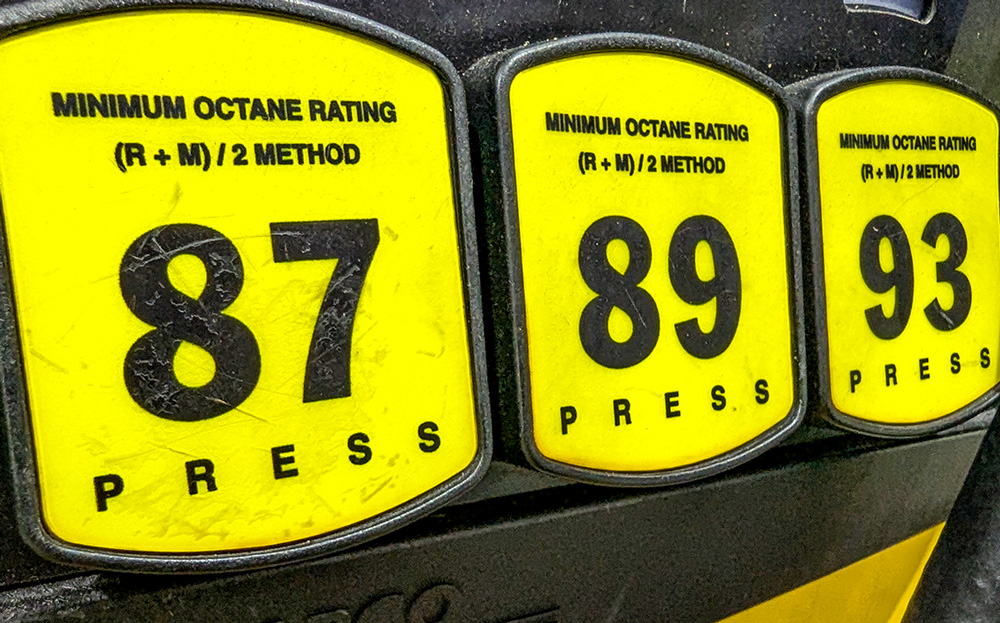 MINIMUM OCTANE RATING
(R + M) / 2 METHOD
87
PRESS
MINIMUM OCTANE RATING
(R + M) / 2 METHOD
89
PRESS
MINIMUM OCTANE RATING
(R + M) / 2 METHOD
93
PRESS